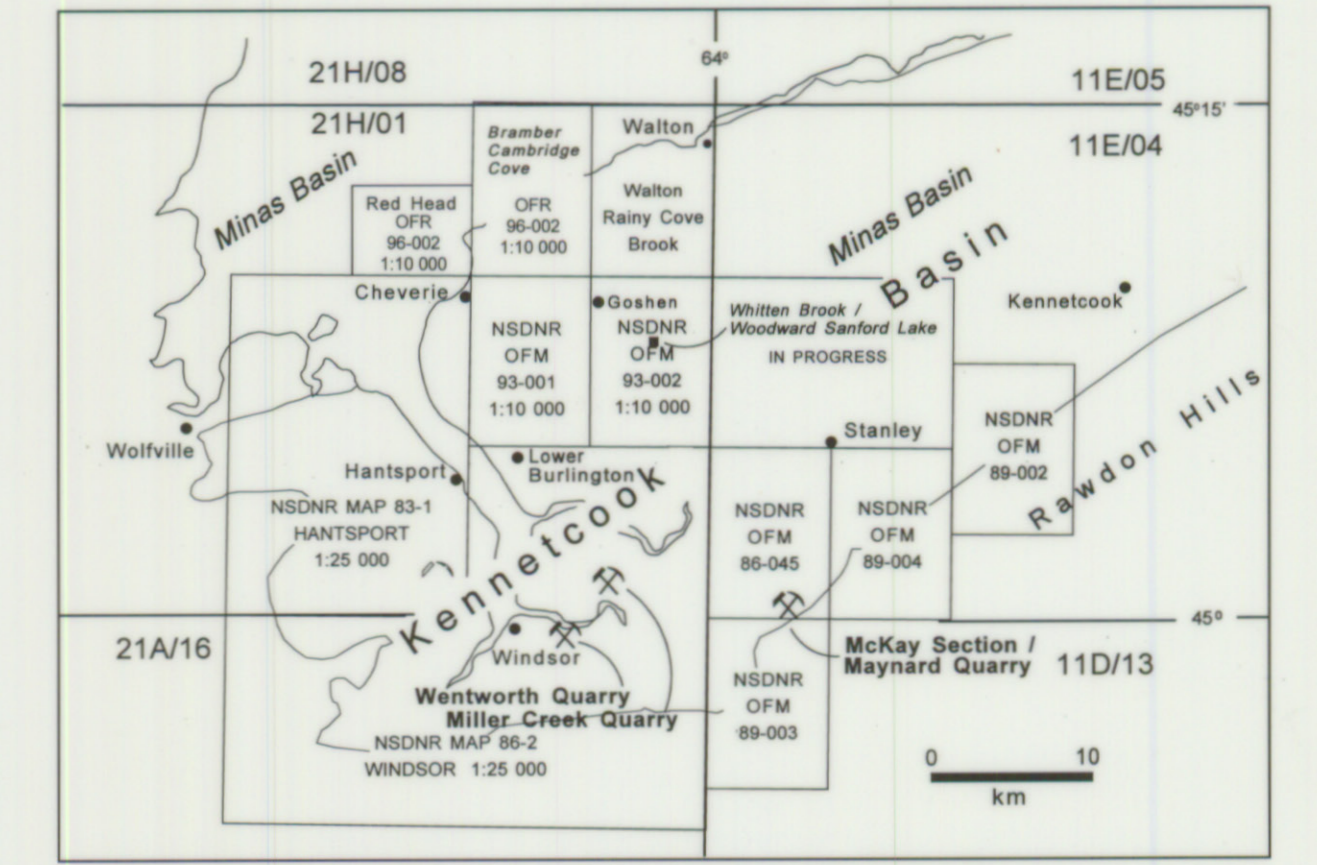 64°
21H/08
11E/05
45°15'
21H/01
11E/04
Bramber
Cambridge
Cove
Walton
Minas Basin
Walton
Rainy Cove
Brook
Red Head
OFR
96-002
1:10 000
OFR
96-002
1:10 000
Minas Basin
Kennetcook Basin
Cheverie
Goshen
Kennetcook
NSDNR
OFM
93-001
1:10 000
NSDNR
OFM
93-002
1:10 000
Whitten Brook /
Woodward Sanford Lake
IN PROGRESS
Wolfville
Stanley
NSDNR
OFM
89-002
Rawdon Hills
Lower
Burlington
Hantsport
NSDNR MAP 83-1
HANTSPORT
1:25 000
NSDNR
OFM
86-045
NSDNR
OFM
89-004
45°
21A/16
Windsor
McKay Section /
Maynard Quarry
11D/13
Wentworth Quarry
Miller Creek Quarry
NSDNR
OFM
89-003
NSDNR MAP 86-2
WINDSOR 1:25 000
0 10
km